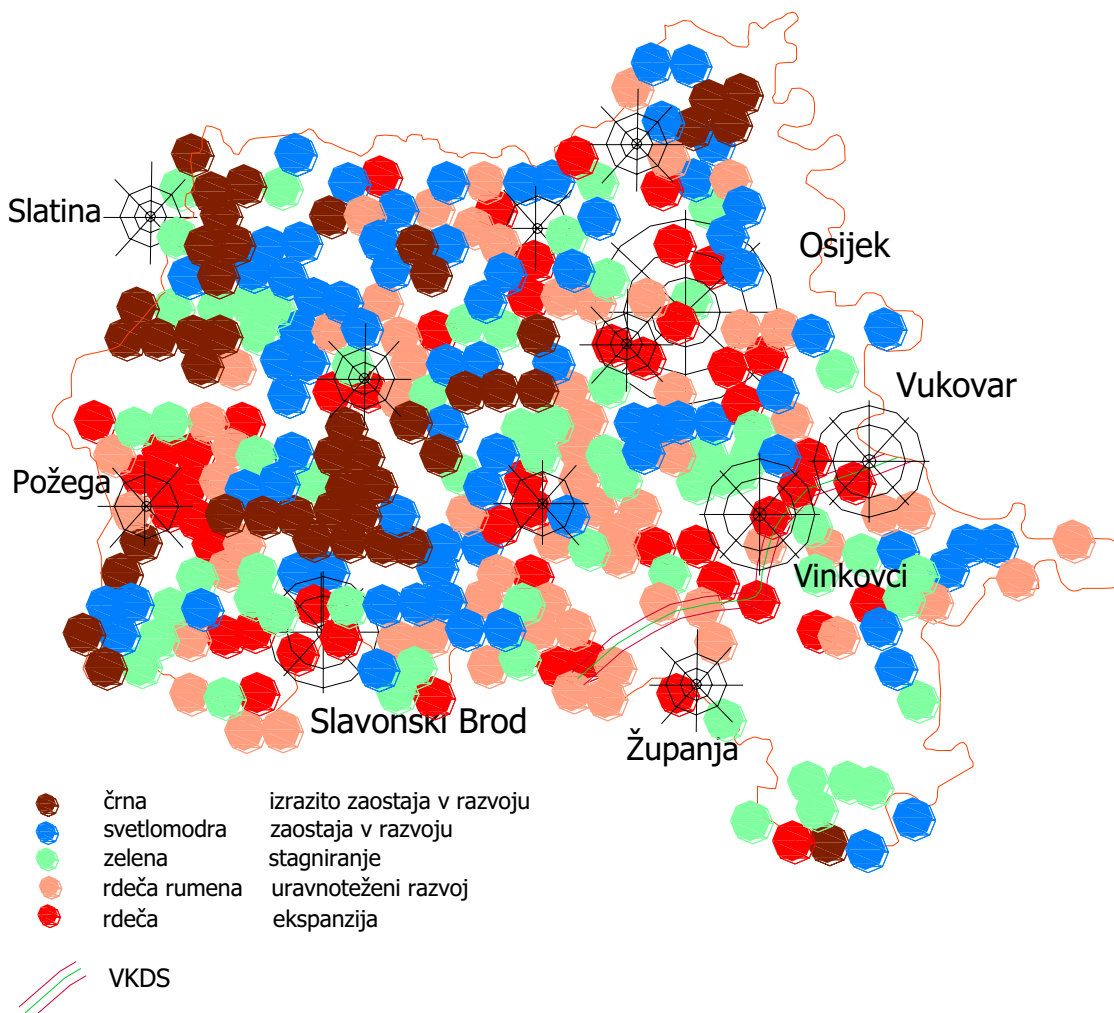 Slatina
Osijek
Vukovar
Požega
Vinkovci
Slavonski Brod
Županja
črna izrazito zaostaja v razvoju
svetlomodra zaostaja v razvoju
zelena stagniranje
rdeča rumena uravnoteženi razvoj
rdeča ekspanzija
VKDS